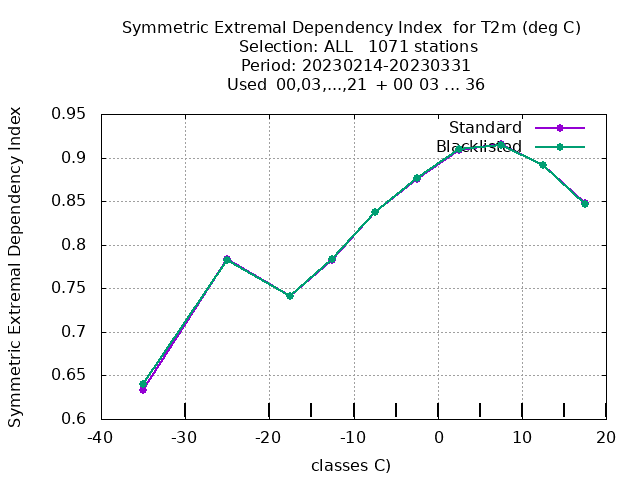 Symmetric Extremal Dependency Index  for T2m (deg C)
Selection: ALL   1071 stations
Period: 20230214-20230331
Used  00,03,...,21  + 00 03 ... 36
Symmetric Extremal Dependency Index
0.95
0.9
0.85
0.8
0.75
0.7
0.65
0.6
Standard
Blacklisted
-40
-30
-20
-10
0
10
20
classes C)